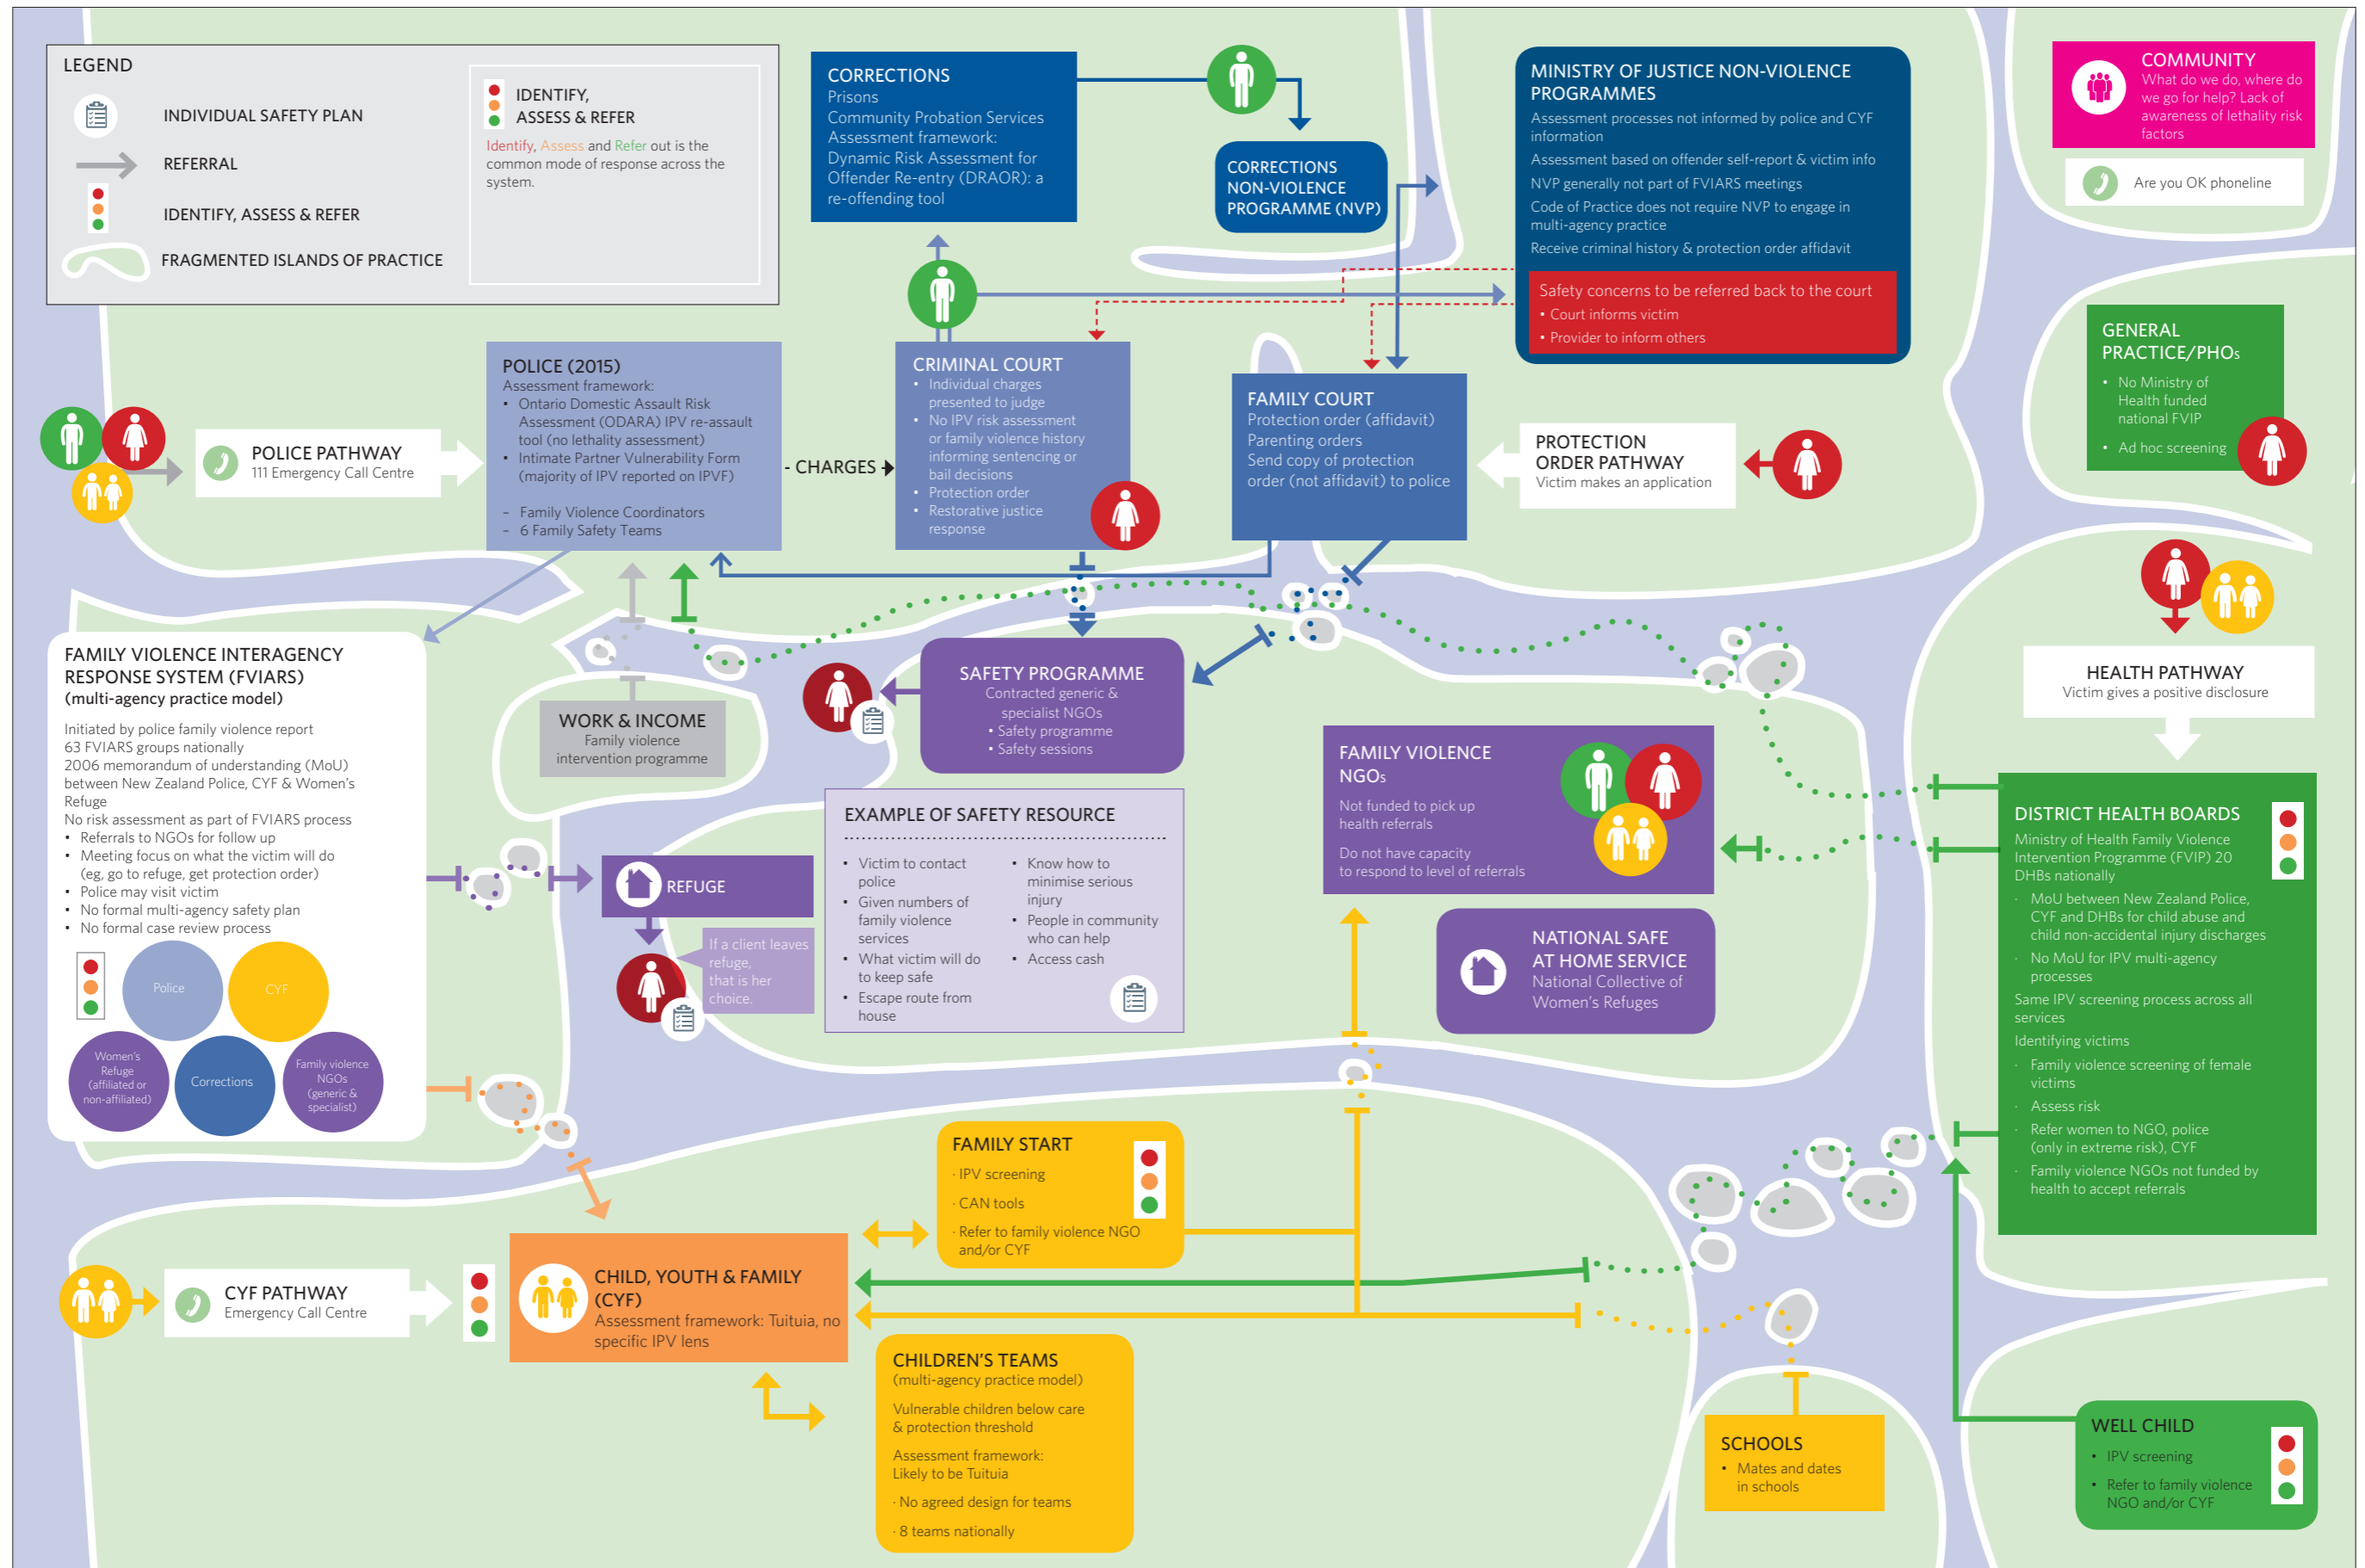 LEGEND
INDIVIDUAL SAFETY PLAN
REFERRAL
IDENTIFY, ASSESS & REFER
FRAGMENTED ISLANDS OF PRACTICE
IDENTIFY,
ASSESS & REFER
Identify, Assess and Refer out is the
common mode of response across the
system.
CORRECTIONS
Prisons
Community Probation Services
Assessment framework:
Dynamic Risk Assessment for
Offender Re-entry (DRAOR): a
re-offending tool
CORRECTIONS
NON-VIOLENCE
PROGRAMME (NVP)
MINISTRY OF JUSTICE NON-VIOLENCE
PROGRAMMES
Assessment processes not informed by police and CYF
information
Assessment based on offender self-report & victim info
NVP generally not part of FVIARS meetings
Code of Practice does not require NVP to engage in
multi-agency practice
Receive criminal history & protection order affidavit
Safety concerns to be referred back to the court
• Court informs victim
• Provider to inform others
COMMUNITY
What do we do, where do
we go for help? Lack of
awareness of lethality risk
factors
Are you OK phoneline
GENERAL
PRACTICE/PHOs
• No Ministry of
Health funded
national FVIP
• Ad hoc screening
POLICE PATHWAY
111 Emergency Call Centre
POLICE (2015)
Assessment framework:
• Ontario Domestic Assault Risk
Assessment (ODARA) IPV re-assault
tool (no lethality assessment)
• Intimate Partner Vulnerability Form
(majority of IPV reported on IPVF)
– Family Violence Coordinators
– 6 Family Safety Teams
- CHARGES
CRIMINAL COURT
• Individual charges
presented to judge
• No IPV risk assessment
or family violence history
informing sentencing or
bail decisions
• Protection order
• Restorative justice
response
FAMILY COURT
Protection order (affidavit)
Parenting orders
Send copy of protection
order (not affidavit) to police
PROTECTION
ORDER PATHWAY
Victim makes an application
HEALTH PATHWAY
Victim gives a positive disclosure
FAMILY VIOLENCE INTERAGENCY
RESPONSE SYSTEM (FVIARS)
(multi-agency practice model)
Initiated by police family violence report
63 FVIARS groups nationally
2006 memorandum of understanding (MoU)
between New Zealand Police, CYF & Women's
Refuge
No risk assessment as part of FVIARS process
• Referrals to NGOs for follow up
• Meeting focus on what the victim will do
(eg, go to refuge, get protection order)
• Police may visit victim
• No formal multi-agency safety plan
• No formal case review process
Police
CYF
Women's
Refuge
(affiliated or
non-affiliated)
Corrections
Family violence
NGOs
(generic &
specialist)
WORK & INCOME
Family violence
intervention programme
SAFETY PROGRAMME
Contracted generic &
specialist NGOs
• Safety programme
• Safety sessions
REFUGE
If a client leaves
refuge,
that is her
choice.
EXAMPLE OF SAFETY RESOURCE
• Victim to contact
police
• Given numbers of
family violence
services
• What victim will do
to keep safe
• Escape route from
house
• Know how to
minimise serious
injury
• People in community
who can help
• Access cash
FAMILY VIOLENCE
NGOs
Not funded to pick up
health referrals
Do not have capacity
to respond to level of referrals
NATIONAL SAFE
AT HOME SERVICE
National Collective of
Women's Refuges
DISTRICT HEALTH BOARDS
Ministry of Health Family Violence
Intervention Programme (FVIP) 20
DHBs nationally
· MoU between New Zealand Police,
CYF and DHBs for child abuse and
child non-accidental injury discharges
· No MoU for IPV multi-agency
processes
Same IPV screening process across all
services
Identifying victims
· Family violence screening of female
victims
· Assess risk
· Refer women to NGO, police
(only in extreme risk), CYF
· Family violence NGOs not funded by
health to accept referrals
FAMILY START
· IPV screening
· CAN tools
· Refer to family violence NGO
and/or CYF
CYF PATHWAY
Emergency Call Centre
CHILD, YOUTH & FAMILY
(CYF)
Assessment framework: Tuituia, no
specific IPV lens
CHILDREN'S TEAMS
(multi-agency practice model)
Vulnerable children below care
& protection threshold
Assessment framework:
Likely to be Tuituia
· No agreed design for teams
· 8 teams nationally
SCHOOLS
• Mates and dates
in schools
WELL CHILD
• IPV screening
• Refer to family violence
NGO and/or CYF